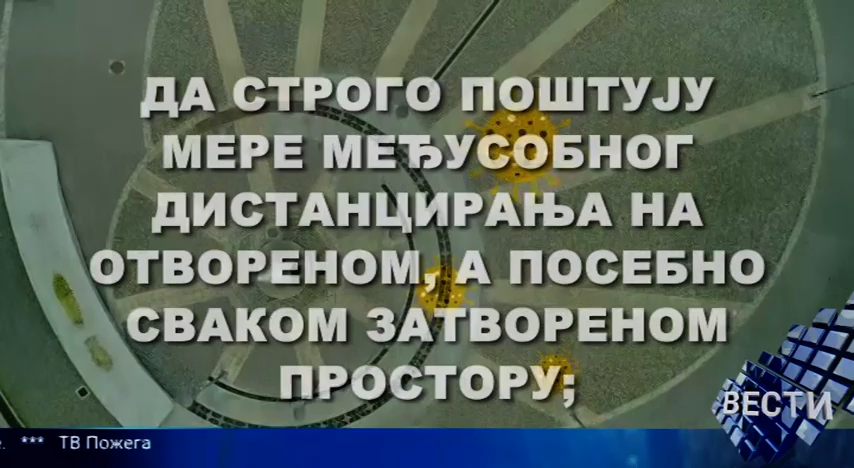 ДА СТРОГО ПОШТУЈУ
МЕРЕ МЕЂУСОБНОГ
ДИСТАНЦИРАЊА НА
ОТВОРЕНОМ, А ПОСЕБНО
СВАКОМ ЗАТВОРЕНОМ
ПРОСТОРУ;
ВЕСТИ
е. *** ТВ Пожега